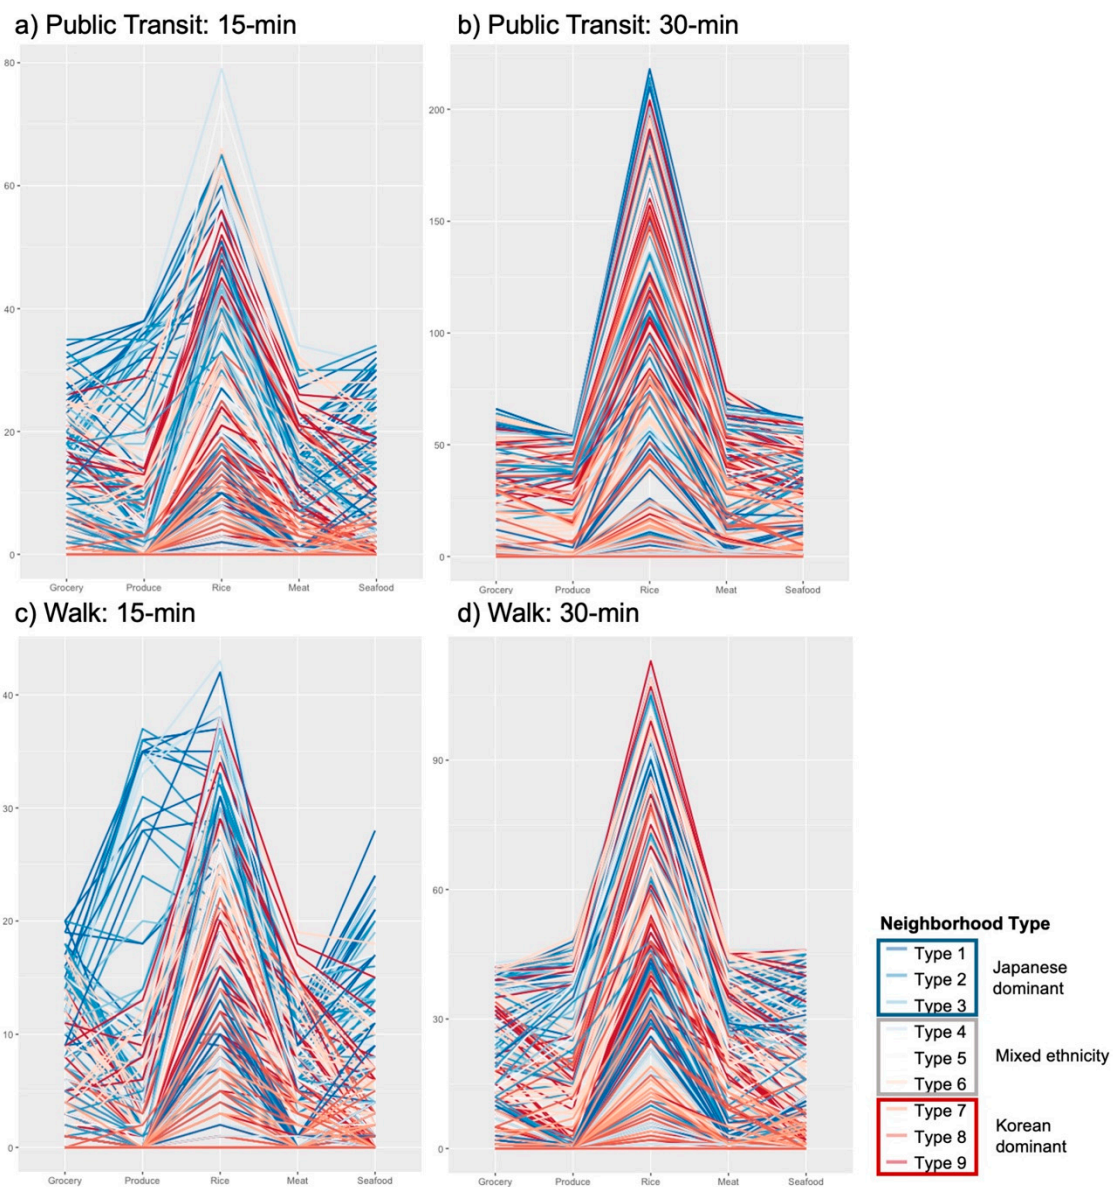 a) Public Transit: 15-min
b) Public Transit: 30-min
80
60
40
20
0
Grocery Produce Rice Meat Seafood
200
150
100
50
0
Grocery Produce Rice Meat Seafood
c) Walk: 15-min
d) Walk: 30-min
40
30
20
10
0
Grocery Produce Rice Meat Seafood
90
60
30
0
Grocery Produce Rice Meat Seafood
Neighborhood Type
Type 1
Type 2
Type 3
Japanese
dominant
Type 4
Type 5
Type 6
Mixed ethnicity
Type 7
Type 8
Type 9
Korean
dominant